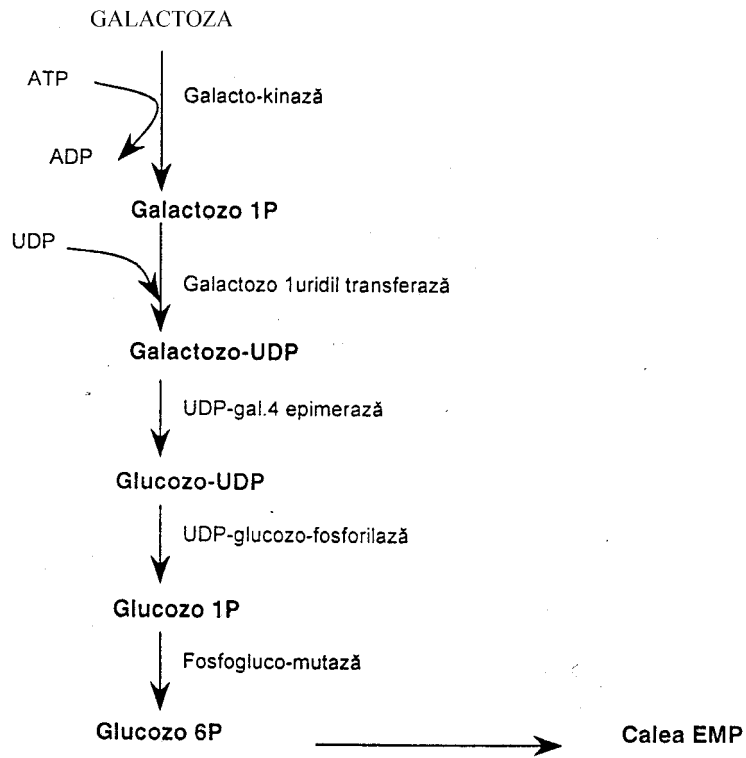 GALACTOZA
ATP
Galacto-kinază
ADP
Galactozo 1P
UDP
Galactozo 1uridil transferază
Galactozo-UDP
UDP-gal.4 epimerază
Glucozo-UDP
UDP-glucozo-fosforilază
Glucozo 1P
Fosfogluco-mutază
Glucozo 6P
Calea EMP